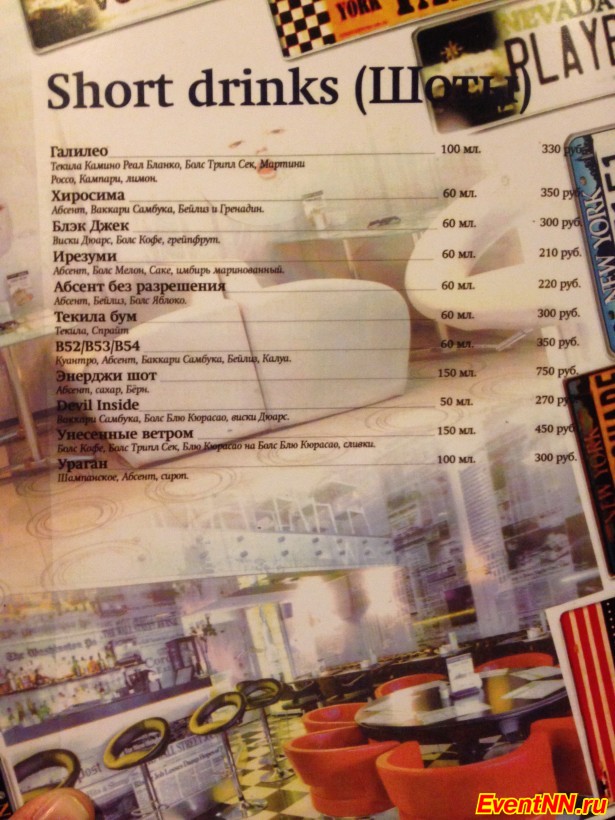 YORK
NEVADA
PLAYE
Short drinks (Шоты)
Галилео 100 мл. 330 руб.
Текила Камино Реал Бланко, Болс Трипл Сек, Мартини
Россо, Кампари, лимон.
Хиросима 60 мл. 350 руб.
Абсент, Ваккари Самбука, Бейлиз и Гренадин.
Блэк Джек 60 мл. 300 руб.
Виски Дюарс, Болс Кофе, грейпфрут.
Ирезуми 60 мл. 210 руб.
Абсент, Болс Мелон, Саке, имбирь маринованный.
Абсент без разрешения 60 мл. 220 руб.
Абсент, Бейлиз, Болс Яблоко.
Текила бум 60 мл. 300 руб.
Текила, Спрайт
B52/B53/B54 60 мл. 350 руб.
Куантро, Абсент, Ваккари Самбука, Бейлиз, Калуа.
Энерджи шот 150 мл. 750 руб.
Абсент, сахар, Бёрн.
Devil Inside 50 мл. 270 руб.
Ваккари Самбука, Болс Блю Кюрасао, виски Дюарс.
Унесенные ветром 150 мл. 450 руб.
Болс Кофе, Болс Трипл Сек, Блю Кюрасао на Болс Блю Кюрасао, сливки.
Ураган 100 мл. 300 руб.
Шампанское, Абсент, сироп.
NEW YORK
The Washington Po
EventNN.ru